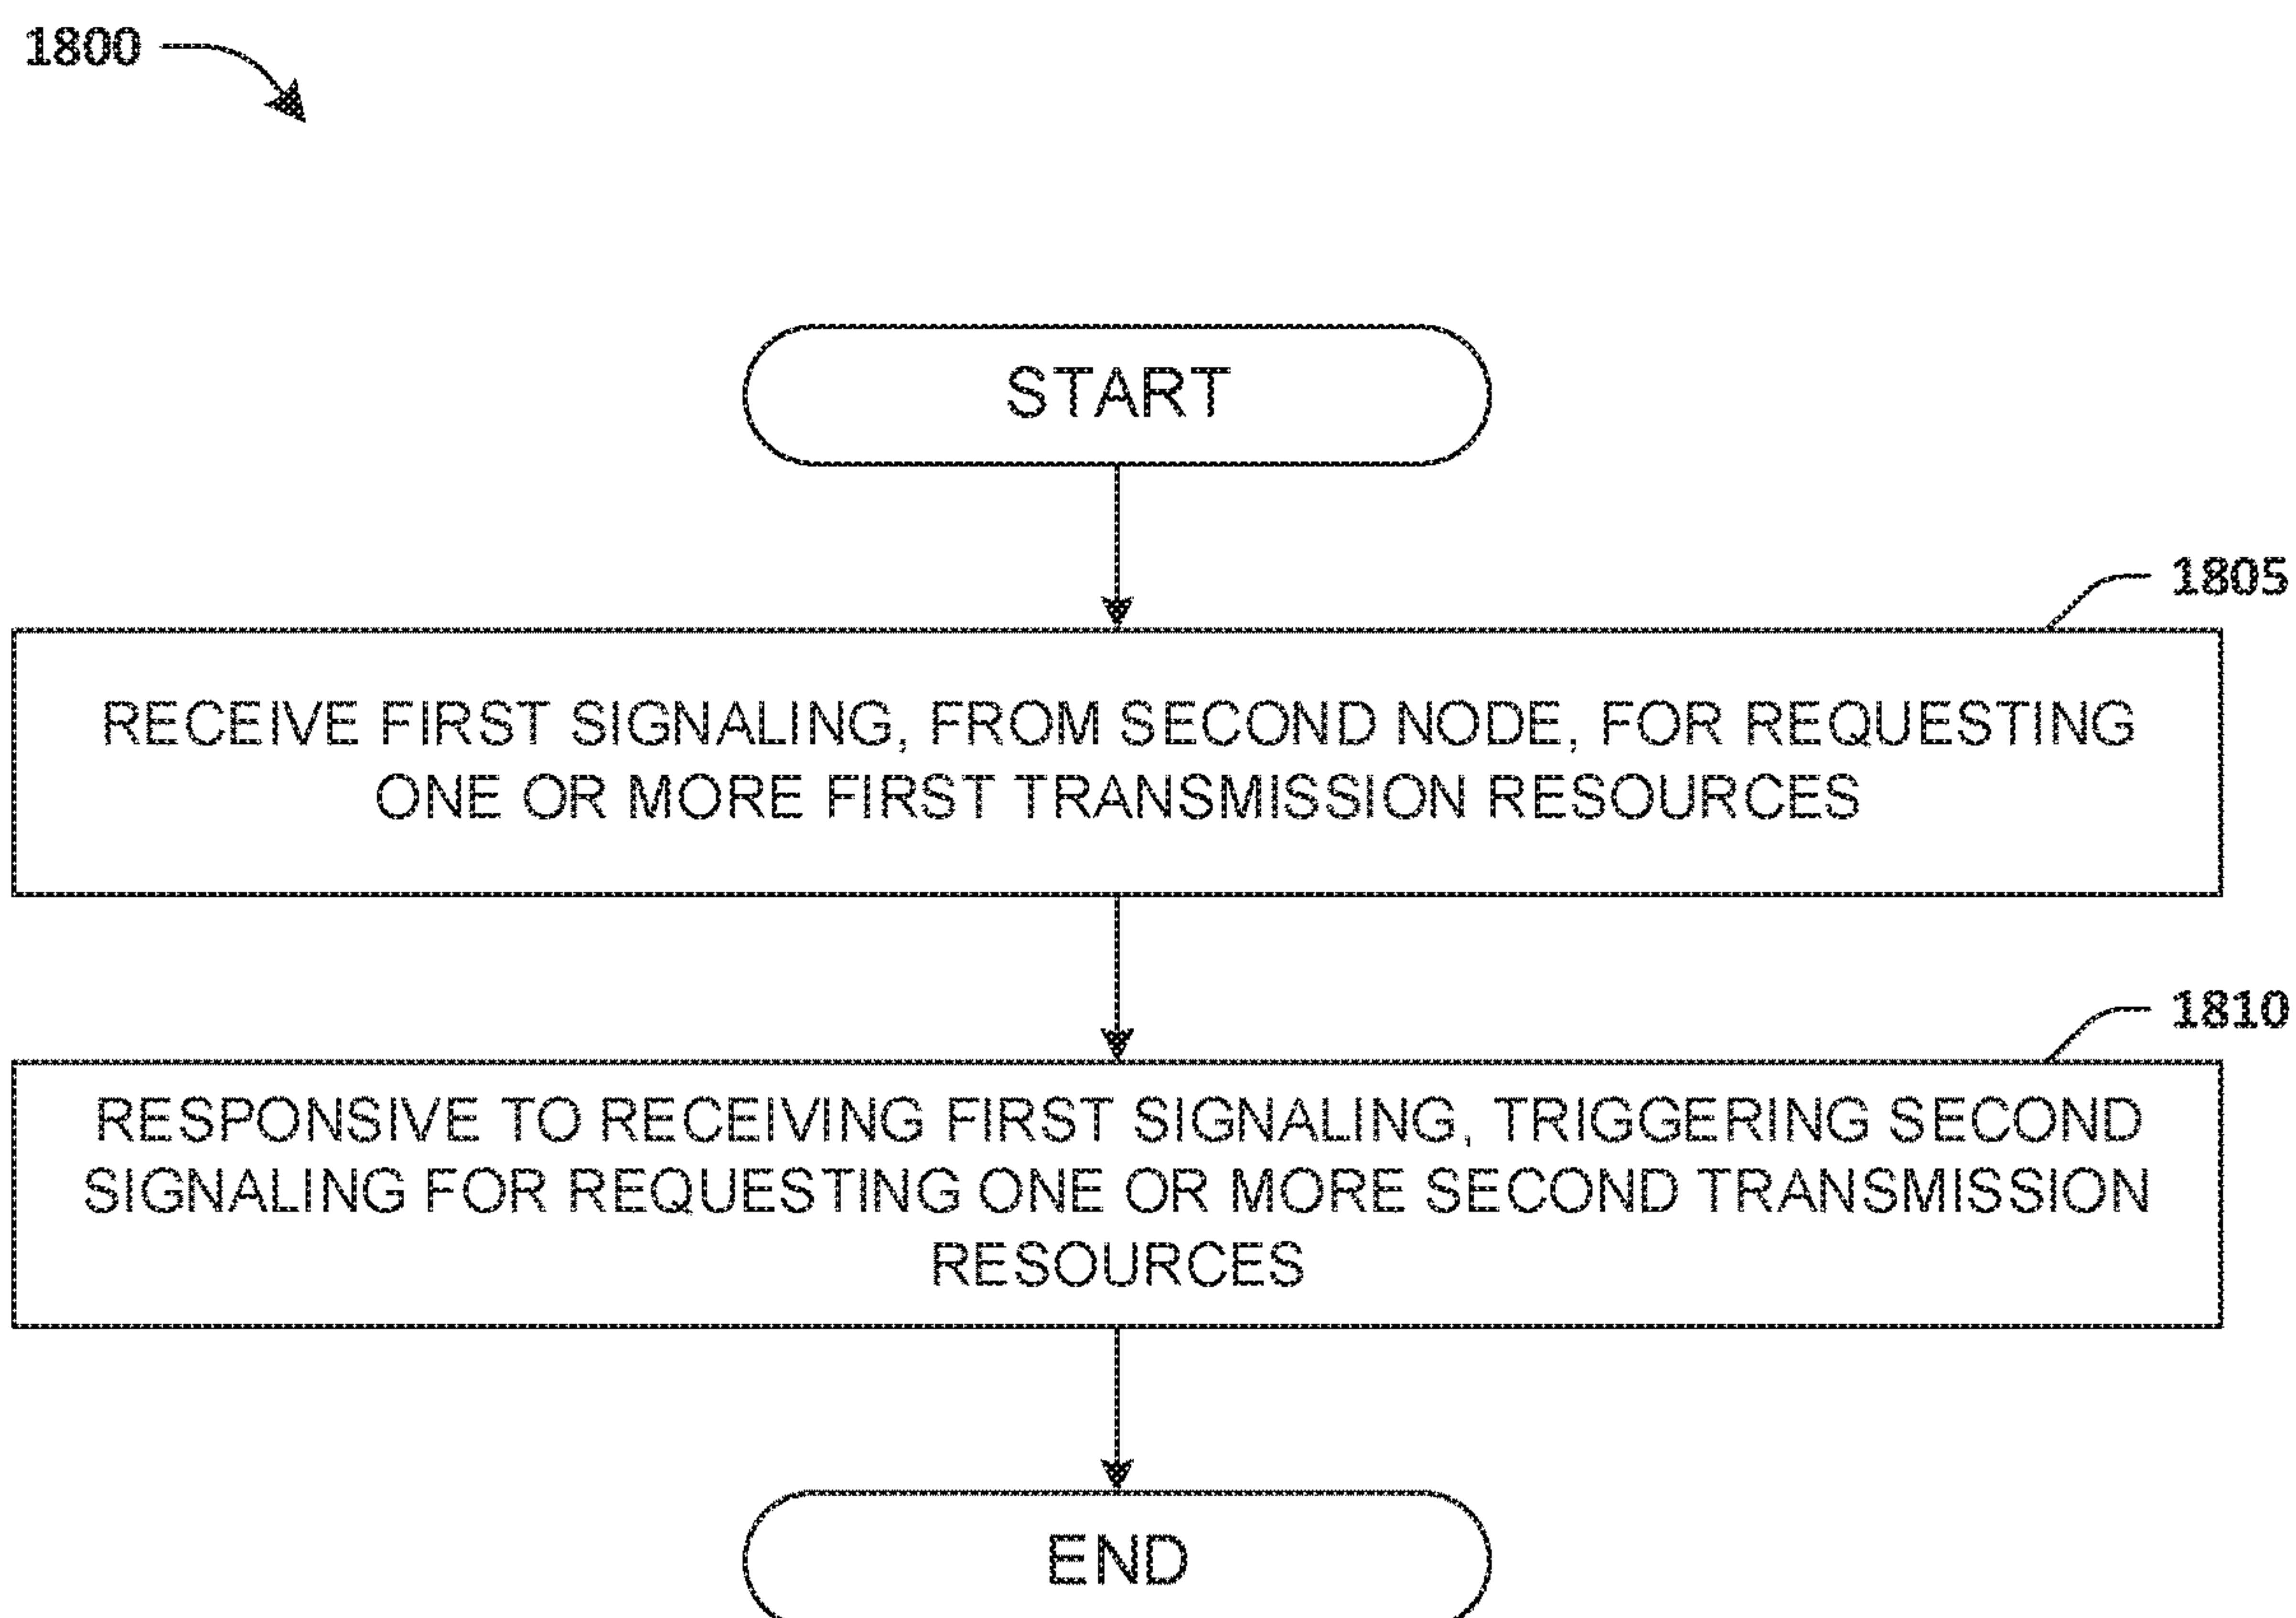 1800
START
1805
RECEIVE FIRST SIGNALING, FROM SECOND NODE, FOR REQUESTING
ONE OR MORE FIRST TRANSMISSION RESOURCES
1810
RESPONSIVE TO RECEIVING FIRST SIGNALING, TRIGGERING SECOND
SIGNALING FOR REQUESTING ONE OR MORE SECOND TRANSMISSION
RESOURCES
END